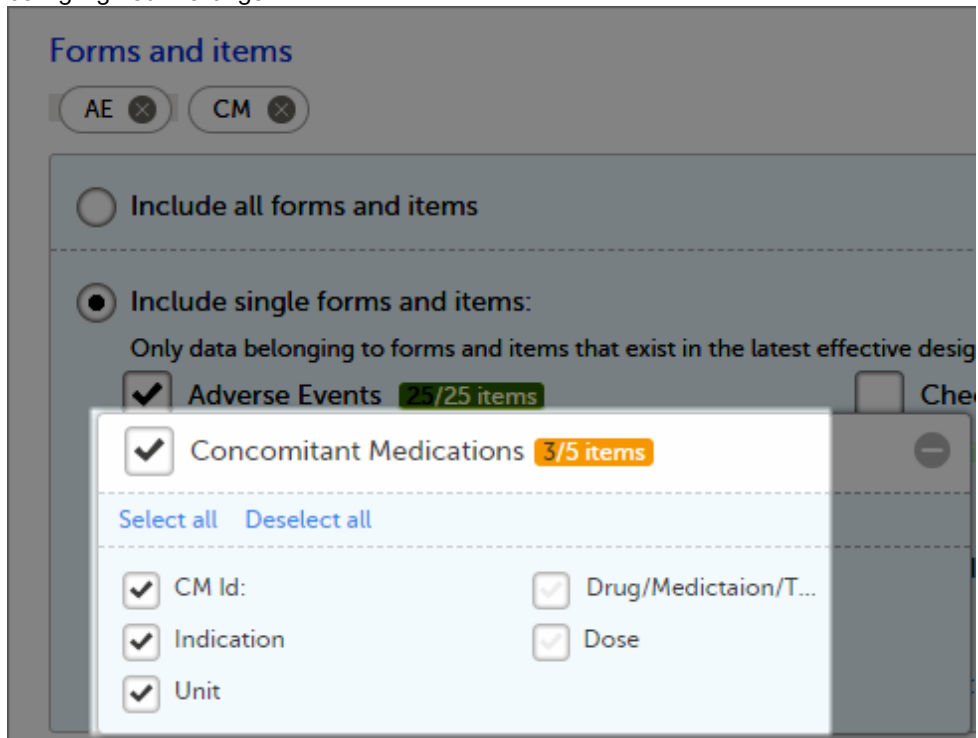 Forms and items
AE CM
Include all forms and items
Include single forms and items:
Only data belonging to forms and items that exist in the latest effective desig
Adverse Events 25/25 items Chec
Concomitant Medications 3/5 items
Select all Deselect all
CM Id: Drug/Medictaion/T...
Indication Dose
Unit